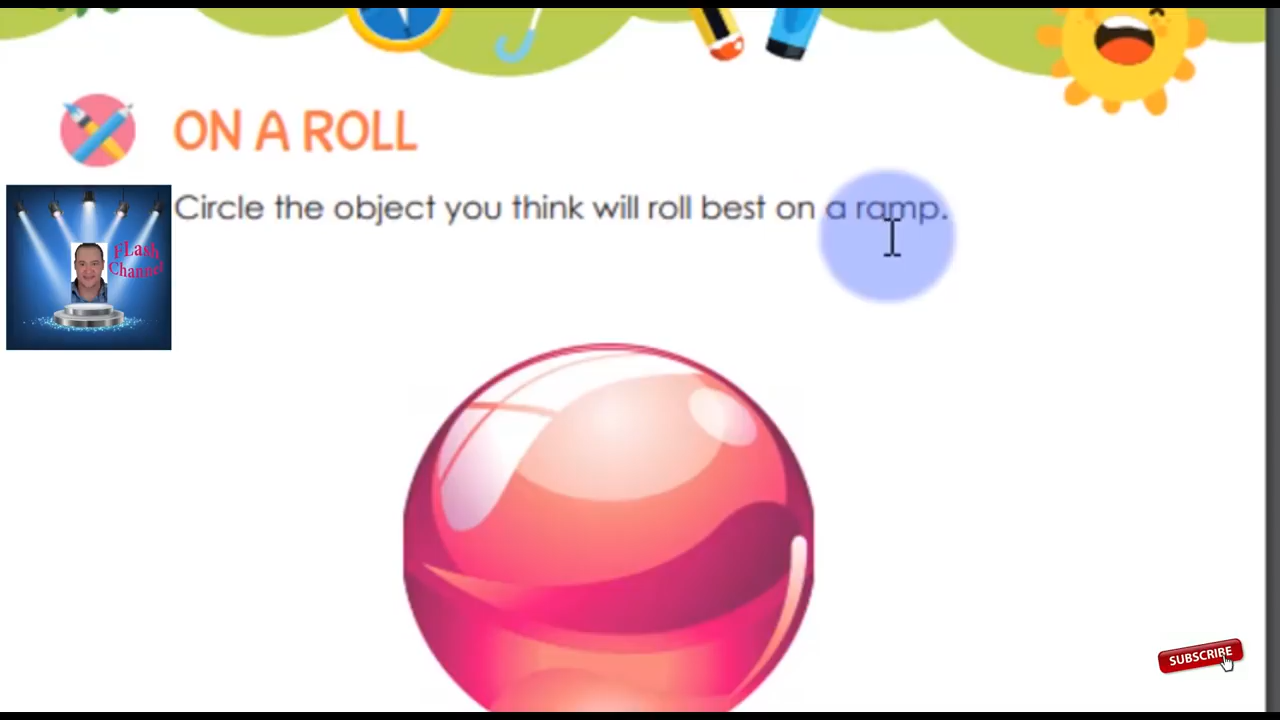 ON A ROLL
Circle the object you think will roll best on a ramp.
FLash
Channel
SUBSCRIBE